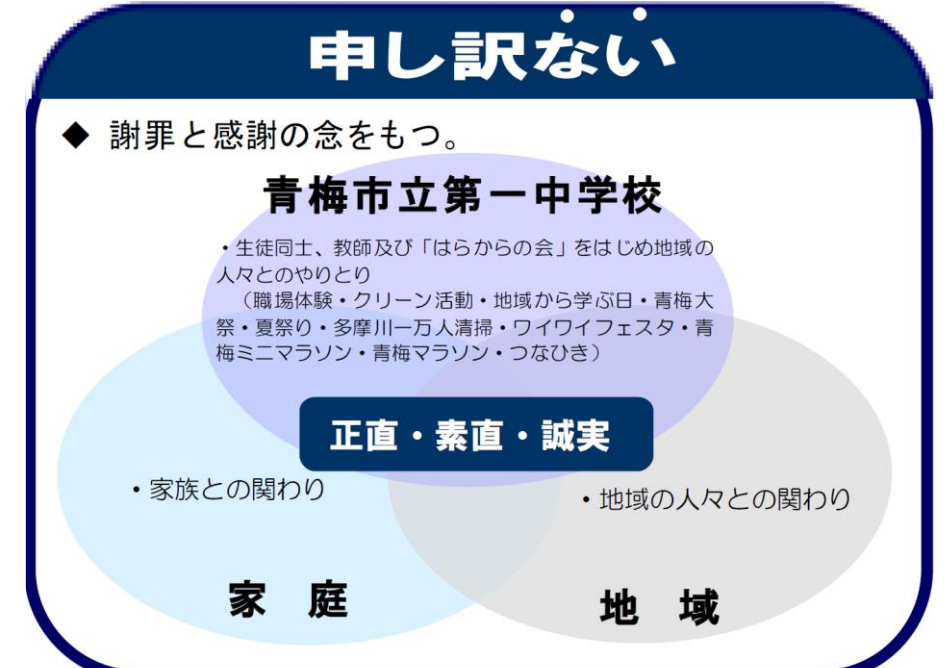 申し訳ない
◆ 謝罪と感謝の念をもつ。
青梅市立第一中学校
・生徒同士、教師及び「はらからの会」をはじめ地域の
人々とのやりとり
（職場体験・クリーン活動・地域から学ぶ日・青梅大
祭・夏祭り・多摩川一万人清掃・ワイワイフェスタ・青
梅ミニマラソン・青梅マラソン・つなひき）
正直・素直・誠実
・家族との関わり
・地域の人々との関わり
家 庭
地 域